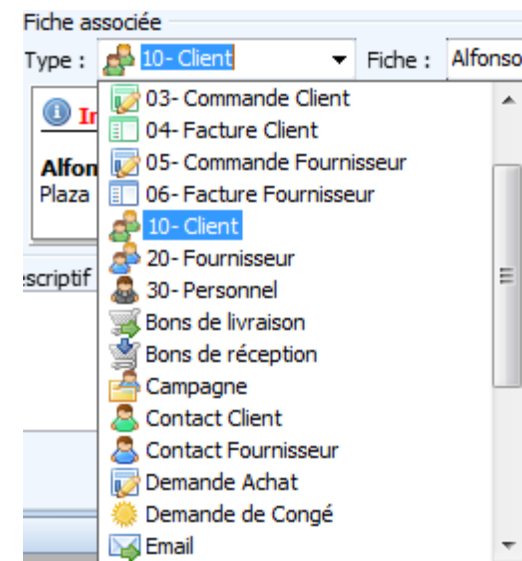 Fiche associée
Type : 10- Client Fiche : Alfonso
03- Commande Client
04- Facture Client
05- Commande Fournisseur
06- Facture Fournisseur
10- Client
20- Fournisseur
30- Personnel
Bons de livraison
Bons de réception
Campagne
Contact Client
Contact Fournisseur
Demande Achat
Demande de Congé
Email
Alfon
Plaza
scriptif